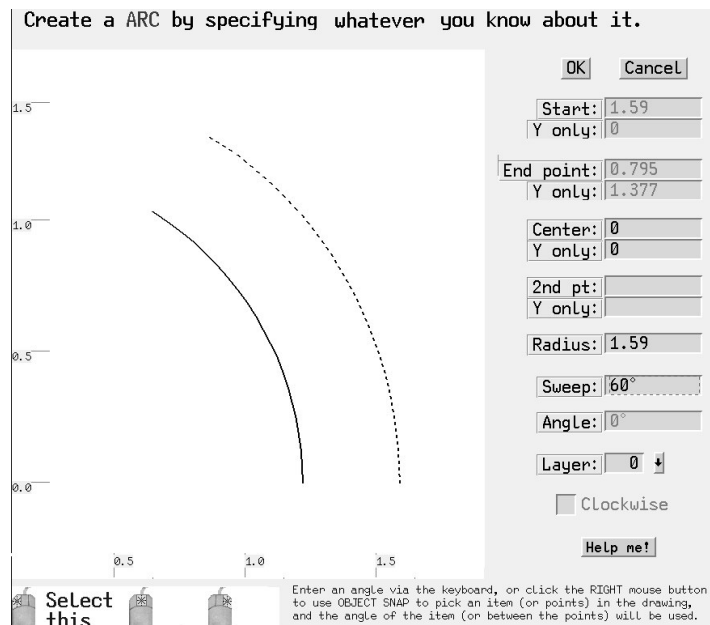 Create a ARC by specifying whatever you know about it.
OK Cancel
1.5
Start: 1.59
Y only: 0
End point: 0.795
Y only: 1.377
1.0
Center: 0
Y only: 0
2nd pt:
Y only:
Radius: 1.59
0.5
Sweep: 60°
Angle: 0°
Layer: 0
0.0
Clockwise
Help me!
0.5 1.0 1.5
Select
this
Enter an angle via the keyboard, or click the RIGHT mouse button
to use OBJECT SNAP to pick an item (or points) in the drawing,
and the angle of the item (or between the points) will be used.